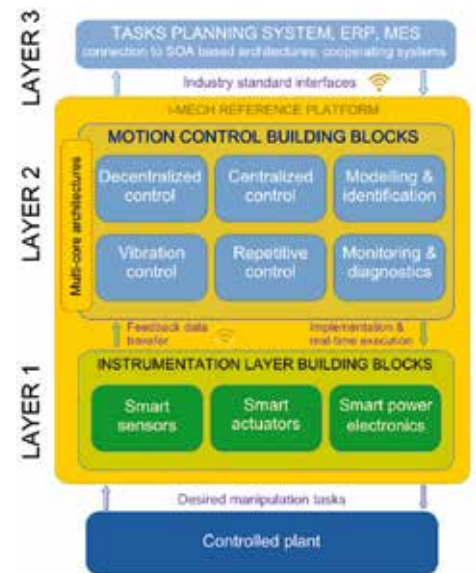 LAYER 3
TASKS PLANNING SYSTEM, ERP, MES
connection to SOA based architectures, cooperating systems
Industry standard interfaces
I-MECH REFERENCE PLATFORM
LAYER 2
Multi-core architectures
MOTION CONTROL BUILDING BLOCKS
Decentralized
control
Centralized
control
Modelling &
identification
Vibration
control
Repetitive
control
Monitoring &
diagnostics
Feedback data
transfer
Implementation &
real-time execution
LAYER 1
INSTRUMENTATION LAYER BUILDING BLOCKS
Smart
sensors
Smart
actuators
Smart power
electronics
Desired manipulation tasks
Controlled plant